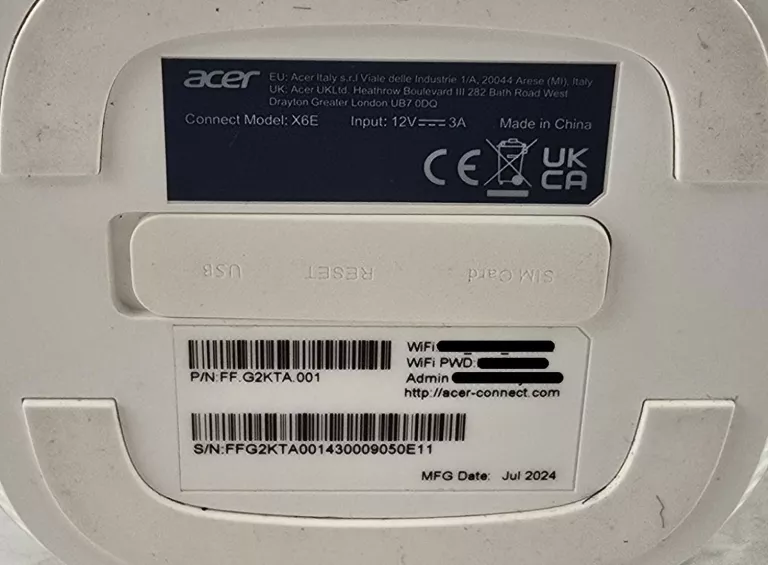 acer
EU: Acer Italy s.r.l Viale delle Industrie 1/A, 20044 Arese (MI), Italy
UK: Acer UKLtd. Heathrow Boulevard III 282 Bath Road West
Drayton Greater London UB7 0DQ
Connect Model: X6E Input: 12V⎓3A Made in China
CE UK
CA
USB RESET SIM Card
WiFi:
WiFi PWD:
P/N:FF.G2KTA.001
Admin
http://acer-connect.com
S/N:FFG2KTA001430009050E11
MFG Date: Jul 2024